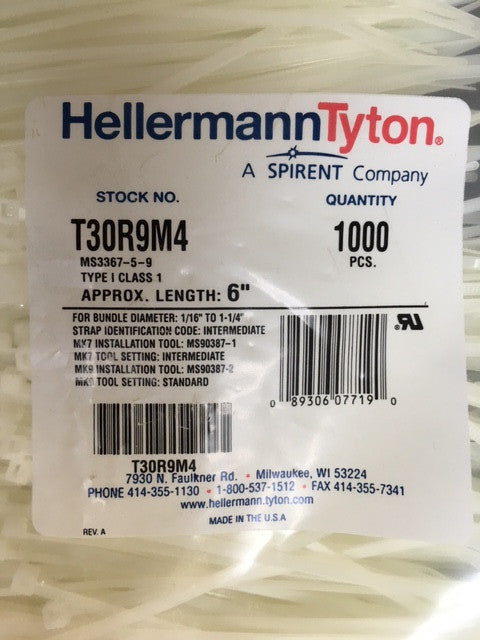 HellermannTyton®
A SPIRENT Company
STOCK NO.
QUANTITY
T30R9M4
1000
MS3367-5-9
PCS.
TYPE I CLASS 1
APPROX. LENGTH: 6"
FOR BUNDLE DIAMETER: 1/16" TO 1-1/4"
STRAP IDENTIFICATION CODE: INTERMEDIATE
MK7 INSTALLATION TOOL: MS90387-1
MK7 TOOL SETTING: INTERMEDIATE
MK9 INSTALLATION TOOL: MS90387-2
MK9 TOOL SETTING: STANDARD
RU
0 89306 07719 0
T30R9M4
7930 N. Faulkner Rd. • Milwaukee, WI 53224
PHONE 414-355-1130 • 1-800-537-1512 • FAX 414-355-7341
www.hellermann.tyton.com
MADE IN THE U.S.A
REV. A